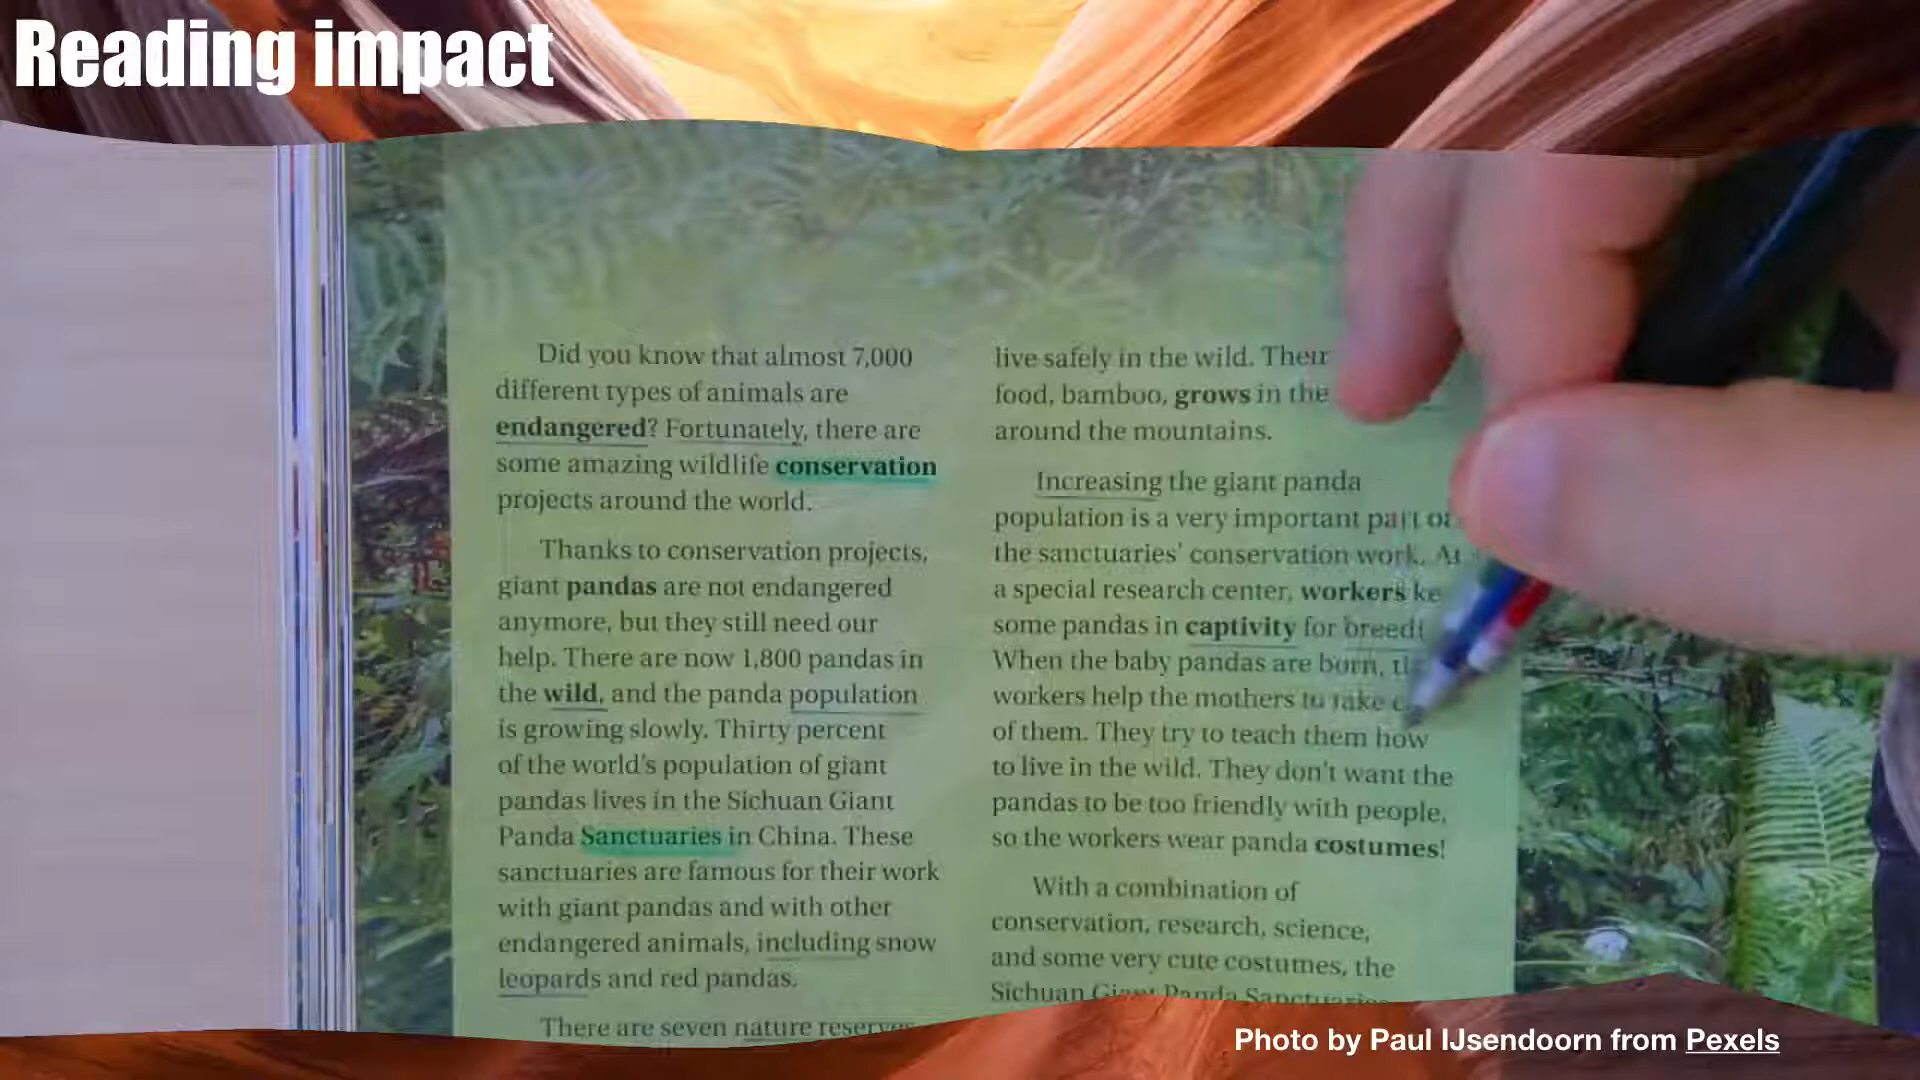 Reading impact
Did you know that almost 7,000
different types of animals are
endangered? Fortunately, there are
some amazing wildlife conservation
projects around the world.
Thanks to conservation projects,
giant pandas are not endangered
anymore, but they still need our
help. There are now 1,800 pandas in
the wild, and the panda population
is growing slowly. Thirty percent
of the world's population of giant
pandas lives in the Sichuan Giant
Panda Sanctuaries in China. These
sanctuaries are famous for their work
with giant pandas and with other
endangered animals, including snow
leopards and red pandas.
There are seven nature reserves
live safely in the wild. Their
food, bamboo, grows in the
around the mountains.
Increasing the giant panda
population is a very important part of
the sanctuaries' conservation work. At
a special research center, workers ke
some pandas in captivity for breedi
When the baby pandas are born,
workers help the mothers to take
of them. They try to teach them how
to live in the wild. They don't want the
pandas to be too friendly with people,
so the workers wear panda costumes!
With a combination of
conservation, research, science,
and some very cute costumes, the
Sichuan Giant Panda Sanctuaries
Photo by Paul IJsendoorn from Pexels